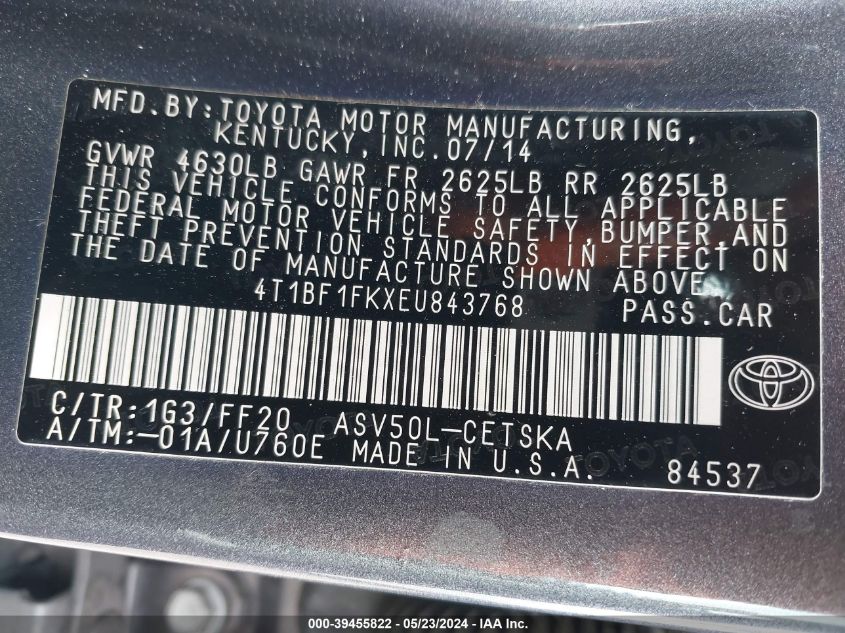 MFD.BY:TOYOTA MOTOR MANUFACTURING,
KENTUCKY, INC. 07/14
GVWR 4630LB GAWR FR 2625LB RR 2625LB
THIS VEHICLE CONFORMS TO ALL APPLICABLE
FEDERAL MOTOR VEHICLE SAFETY,BUMPER,AND
THEFT PREVENTION STANDARDS IN EFFECT ON
THE DATE OF MANUFACTURE SHOWN ABOVE.
4T1BF1FKXEU843768 PASS.CAR
C/TR:1G3/FF20 ASV50L-CETSKA
A/TM:-01A/U760E MADE IN U.S.A. 84537
000-39455822 - 05/23/2024 - IAAI.com